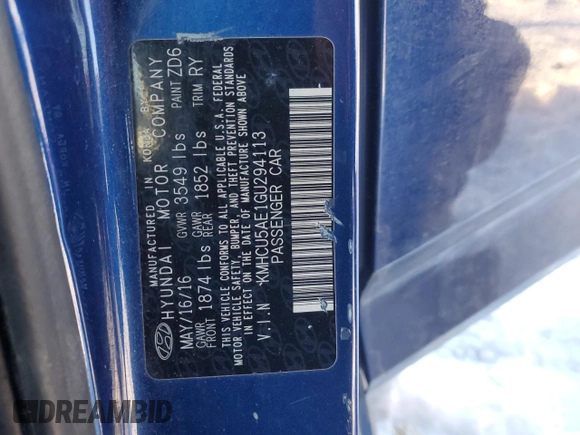 MANUFACTURED IN KOREA BY
HYUNDAI MOTOR COMPANY
MAY/16/16 GVWR 3549 lbs PAINT ZD6
GAWR FRONT 1874 lbs GAWR REAR 1852 lbs TRIM RY
THIS VEHICLE CONFORMS TO ALL APPLICABLE U.S.A. FEDERAL
MOTOR VEHICLE SAFETY, BUMPER, AND THEFT PREVENTION STANDARDS
IN EFFECT ON THE DATE OF MANUFACTURE SHOWN ABOVE
V.I.N KMHCU5AE1GU294113
PASSENGER CAR
DREAMBID